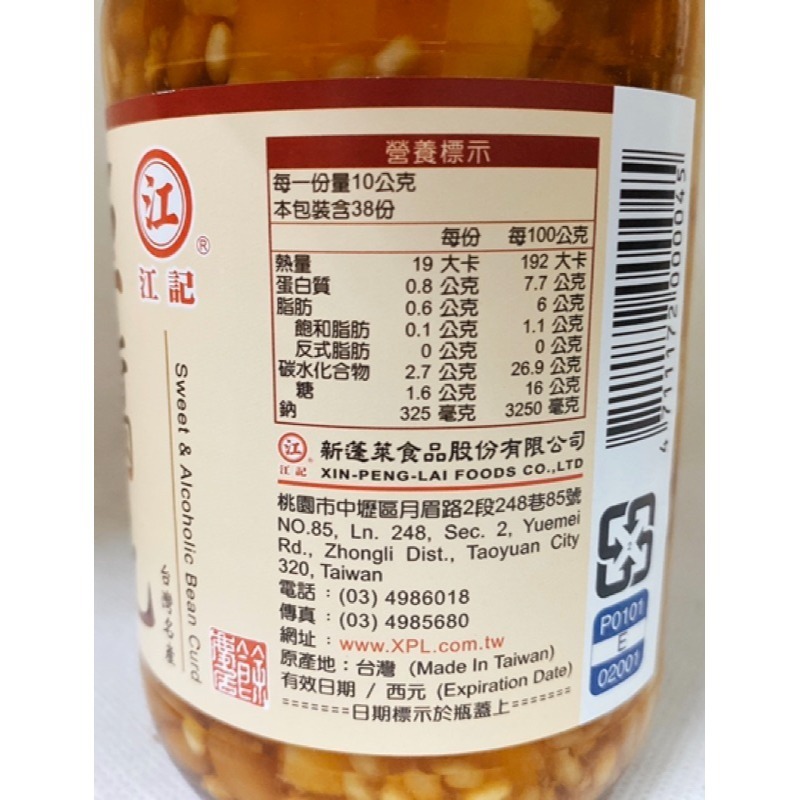 江
®
江記
Sweet & Alcoholic Bean Curd
台灣名產
營養標示
每一份量10公克
本包裝含38份
每份 每100公克
熱量 19 大卡 192 大卡
蛋白質 0.8 公克 7.7 公克
脂肪 0.6 公克 6 公克
飽和脂肪 0.1 公克 1.1 公克
反式脂肪 0 公克 0 公克
碳水化合物 2.7 公克 26.9 公克
糖 1.6 公克 16 公克
鈉 325 毫克 3250 毫克
江
江記
新蓬萊食品股份有限公司
XIN-PENG-LAI FOODS CO.,LTD
桃園市中壢區月眉路2段248巷85號
NO.85, Ln. 248, Sec. 2, Yuemei
Rd., Zhongli Dist., Taoyuan City
320, Taiwan
電話：(03) 4986018
傳真：(03) 4985680
網址：www.XPL.com.tw
原產地：台灣 (Made In Taiwan)
有效日期 / 西元 (Expiration Date)
=======日期標示於瓶蓋上=======
4 711172 000045
P0101
E
02001